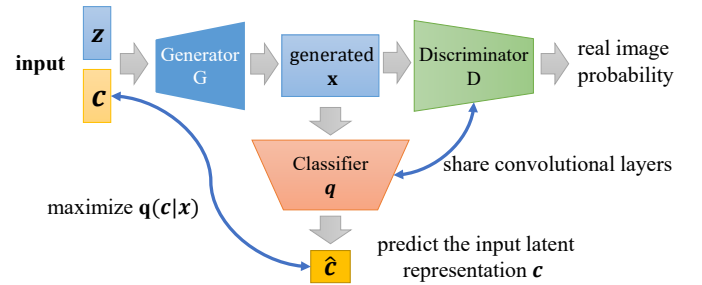 z
input
c
Generator
G
generated
x
Discriminator
D
real image
probability
Classifier
q
share convolutional layers
maximize q(c|x)
ĉ
predict the input latent
representation c